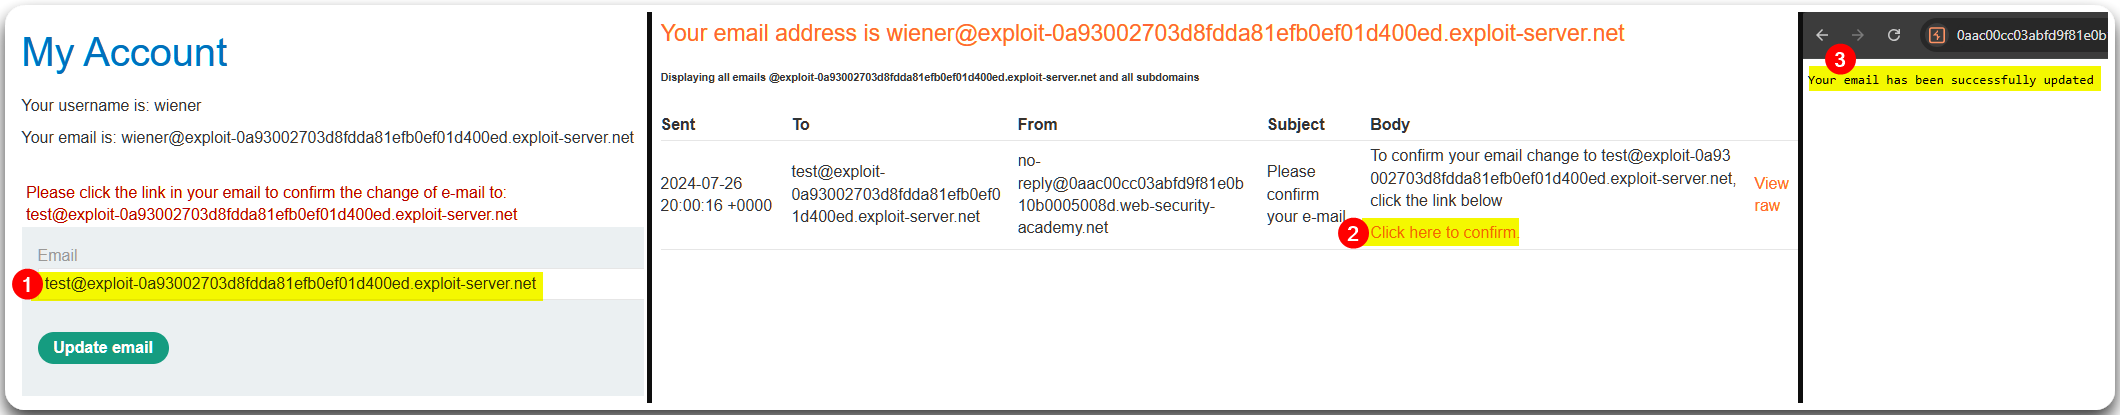 My Account
Your username is: wiener
Your email is: wiener@exploit-0a93002703d8fdda81efb0ef01d400ed.exploit-server.net
Please click the link in your email to confirm the change of e-mail to:
test@exploit-0a93002703d8fdda81efb0ef01d400ed.exploit-server.net
Email
1 test@exploit-0a93002703d8fdda81efb0ef01d400ed.exploit-server.net
Update email
Your email address is wiener@exploit-0a93002703d8fdda81efb0ef01d400ed.exploit-server.net
Displaying all emails @exploit-0a93002703d8fdda81efb0ef01d400ed.exploit-server.net and all subdomains
Sent To From Subject Body
2024-07-26
20:00:16 +0000
test@exploit-
0a93002703d8fdda81efb0ef0
1d400ed.exploit-server.net
no-
reply@0aac00cc03abfd9f81e0b
10b0005008d.web-security-
academy.net
Please
confirm
your e-mail
To confirm your email change to test@exploit-0a93
002703d8fdda81efb0ef01d400ed.exploit-server.net,
click the link below
2 Click here to confirm.
View
raw
0aac00cc03abfd9f81e0b
3
Your email has been successfully updated